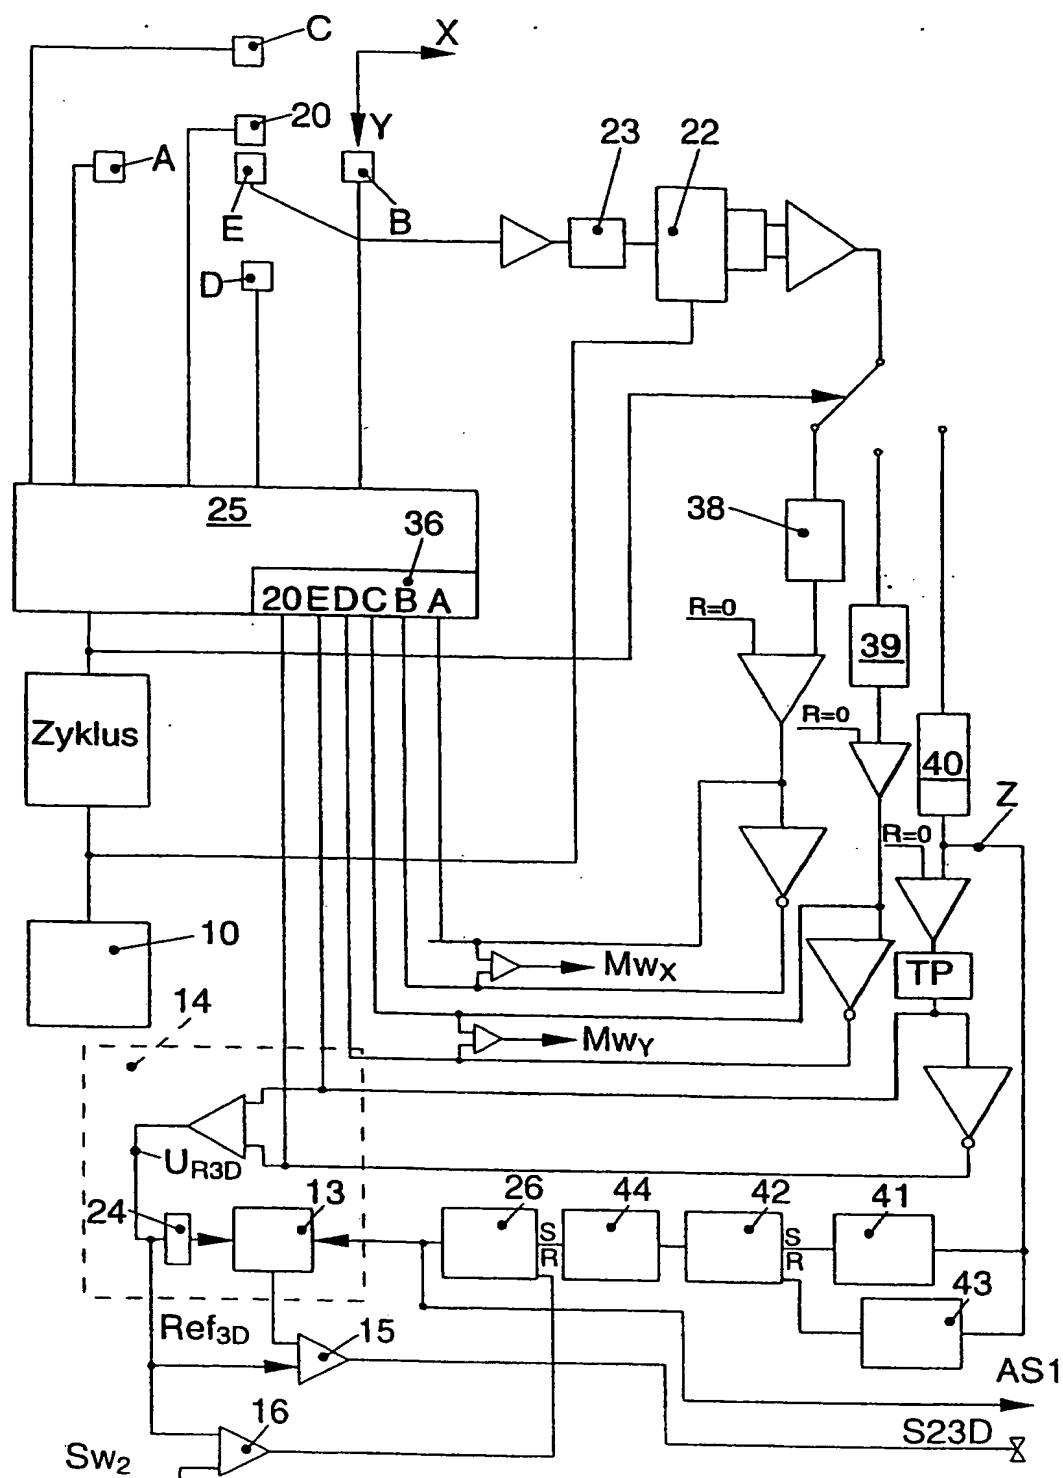 C
X
20
Y
A
E
B
23
22
D
25
36
20 E D C B A
38
R=0
39
R=0
40
Z
R=0
Zyklus
10
TP
MwX
MwY
14
UR3D
24
13
26
44
42
41
S
R
S
R
43
Ref3D
15
AS1
16
S23D
Sw2